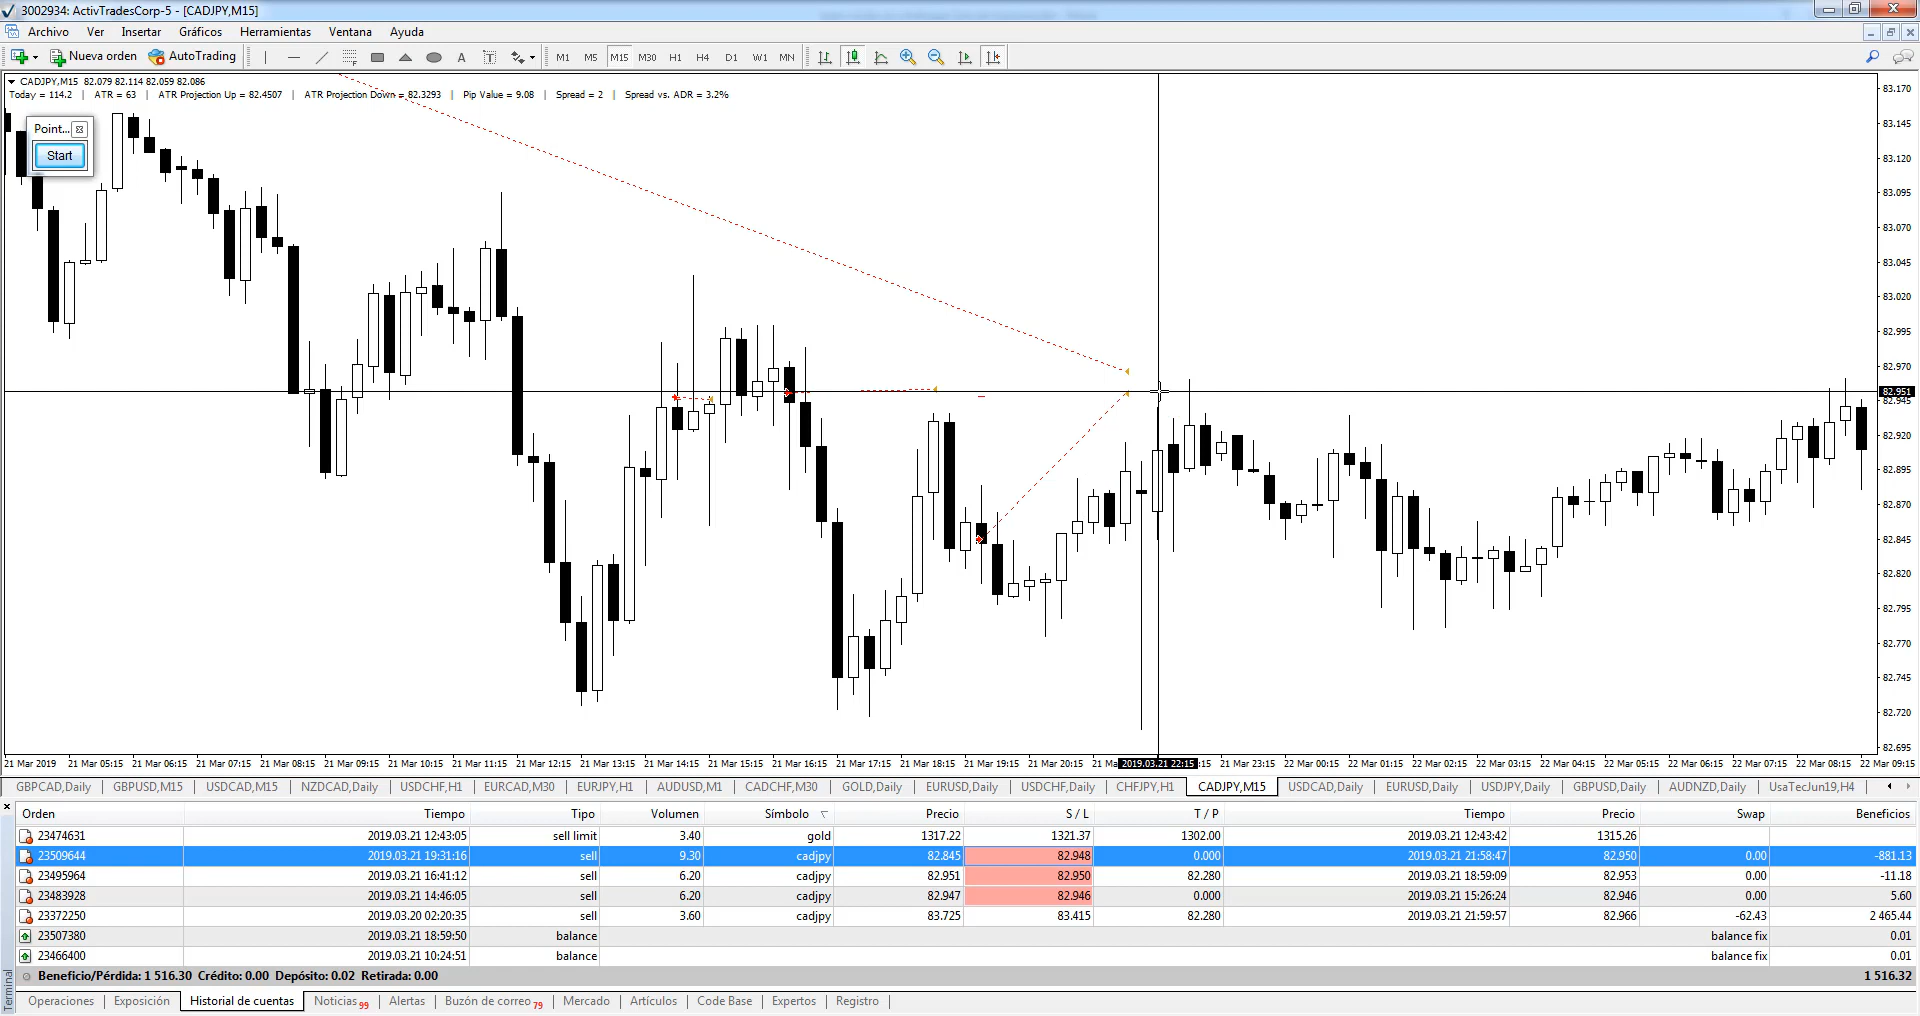 3002934: ActivTradesCorp-5 - [CADJPY,M15]
Archivo Ver Insertar Gráficos Herramientas Ventana Ayuda
Nueva orden AutoTrading A T M1 M5 M15 M30 H1 H4 D1 W1 MN
CADJPY,M15 82.079 82.114 82.059 82.086
Today = 114.2 | ATR = 63 | ATR Projection Up = 82.4507 | ATR Projection Down = 82.3293 | Pip Value = 9.08 | Spread = 2 | Spread vs. ADR = 3.2%
Point...
Start
83.170
83.145
83.120
83.095
83.070
83.045
83.020
82.995
82.970
82.951
82.945
82.920
82.895
82.870
82.845
82.820
82.795
82.770
82.745
82.720
82.695
21 Mar 2019 21 Mar 05:15 21 Mar 06:15 21 Mar 07:15 21 Mar 08:15 21 Mar 09:15 21 Mar 10:15 21 Mar 11:15 21 Mar 12:15 21 Mar 13:15 21 Mar 14:15 21 Mar 15:15 21 Mar 16:15 21 Mar 17:15 21 Mar 18:15 21 Mar 19:15 21 Mar 20:15 21 Ma 2019.03.21 22:15 :15 21 Mar 23:15 22 Mar 00:15 22 Mar 01:15 22 Mar 02:15 22 Mar 03:15 22 Mar 04:15 22 Mar 05:15 22 Mar 06:15 22 Mar 07:15 22 Mar 08:15 22 Mar 09:15
GBPCAD,Daily GBPUSD,M15 USDCAD,M15 NZDCAD,Daily USDCHF,H1 EURCAD,M30 EURJPY,H1 AUDUSD,M1 CADCHF,M30 GOLD,Daily EURUSD,Daily USDCHF,Daily CHFJPY,H1 CADJPY,M15 USDCAD,Daily EURUSD,Daily USDJPY,Daily GBPUSD,Daily AUDNZD,Daily UsaTecJun19,H4
Orden Tiempo Tipo Volumen Símbolo Precio S / L T / P Tiempo Precio Swap Beneficios
23474631 2019.03.21 12:43:05 sell limit 3.40 gold 1317.22 1321.37 1302.00 2019.03.21 12:43:42 1315.26
23509644 2019.03.21 19:31:16 sell 9.30 cadjpy 82.845 82.948 0.000 2019.03.21 21:58:47 82.950 0.00 -881.13
23495964 2019.03.21 16:41:12 sell 6.20 cadjpy 82.951 82.950 82.280 2019.03.21 18:59:09 82.953 0.00 -11.18
23483928 2019.03.21 14:46:05 sell 6.20 cadjpy 82.947 82.946 0.000 2019.03.21 15:26:24 82.946 0.00 5.60
23372250 2019.03.20 02:20:35 sell 3.60 cadjpy 83.725 83.415 82.280 2019.03.21 21:59:57 82.966 -62.43 2 465.44
23507380 2019.03.21 18:59:50 balance balance fix 0.01
23466400 2019.03.21 10:24:51 balance balance fix 0.01
Beneficio/Pérdida: 1 516.30 Crédito: 0.00 Depósito: 0.02 Retirada: 0.00 1 516.32
Terminal
Operaciones Exposición Historial de cuentas Noticias 99 Alertas Buzón de correo 79 Mercado Artículos Code Base Expertos Registro